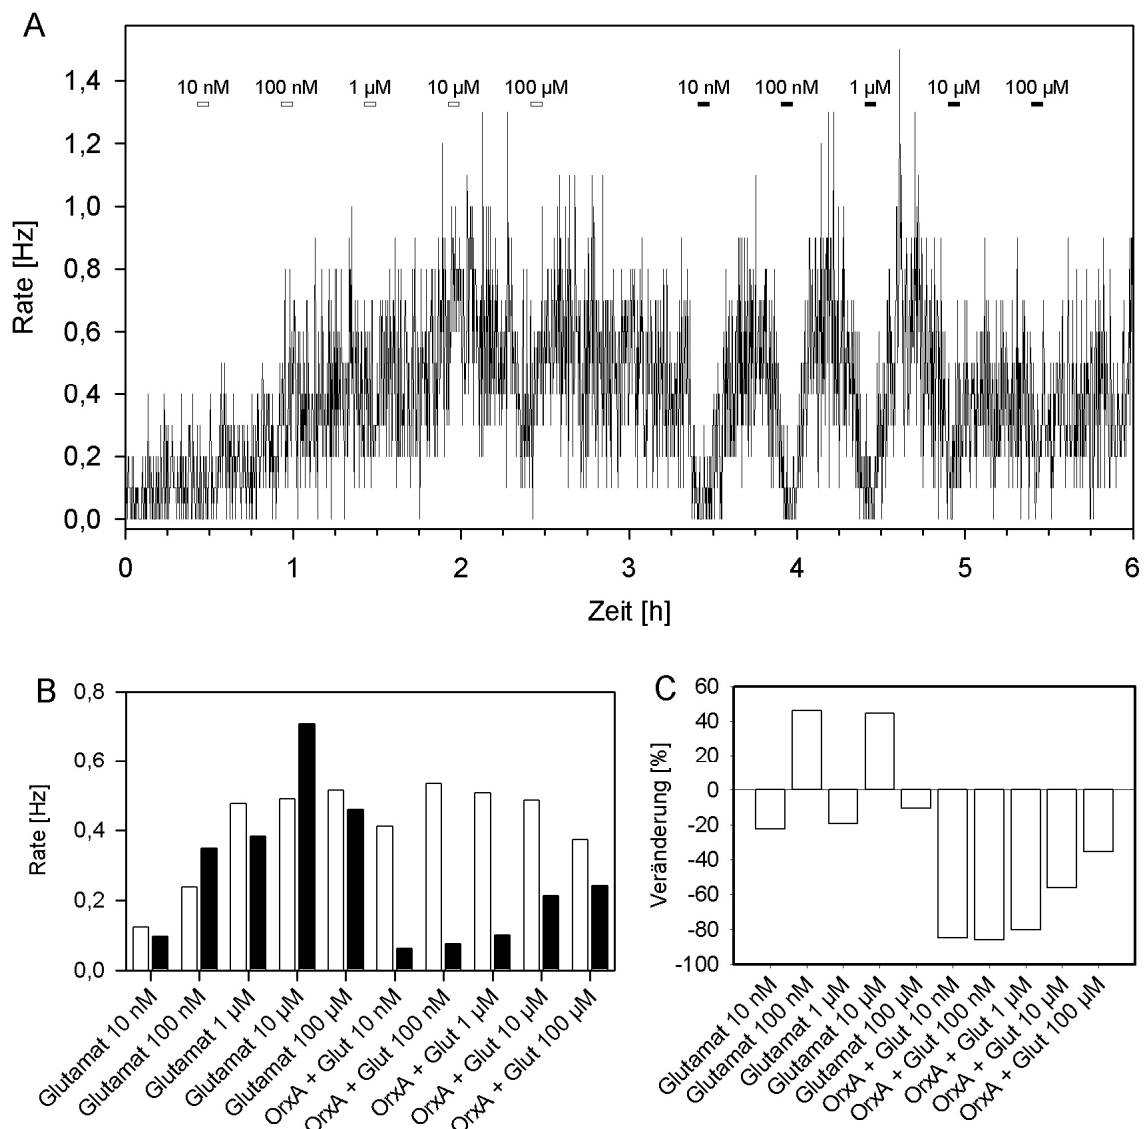 A
Rate [Hz]
1,4
1,2
1,0
0,8
0,6
0,4
0,2
0,0
10 nM 100 nM 1 µM 10 µM 100 µM 10 nM 100 nM 1 µM 10 µM 100 µM
0 1 2 3 4 5 6
Zeit [h]
B
Rate [Hz]
0,8
0,6
0,4
0,2
0,0
Glutamat 10 nM
Glutamat 100 nM
Glutamat 1 µM
Glutamat 10 µM
Glutamat 100 µM
OrxA + Glut 10 nM
OrxA + Glut 100 nM
OrxA + Glut 1 µM
OrxA + Glut 10 µM
OrxA + Glut 100 µM
C
Veränderung [%]
60
40
20
0
-20
-40
-60
-80
-100
Glutamat 10 nM
Glutamat 100 nM
Glutamat 1 µM
Glutamat 10 µM
Glutamat 100 µM
OrxA + Glut 10 nM
OrxA + Glut 100 nM
OrxA + Glut 1 µM
OrxA + Glut 10 µM
OrxA + Glut 100 µM